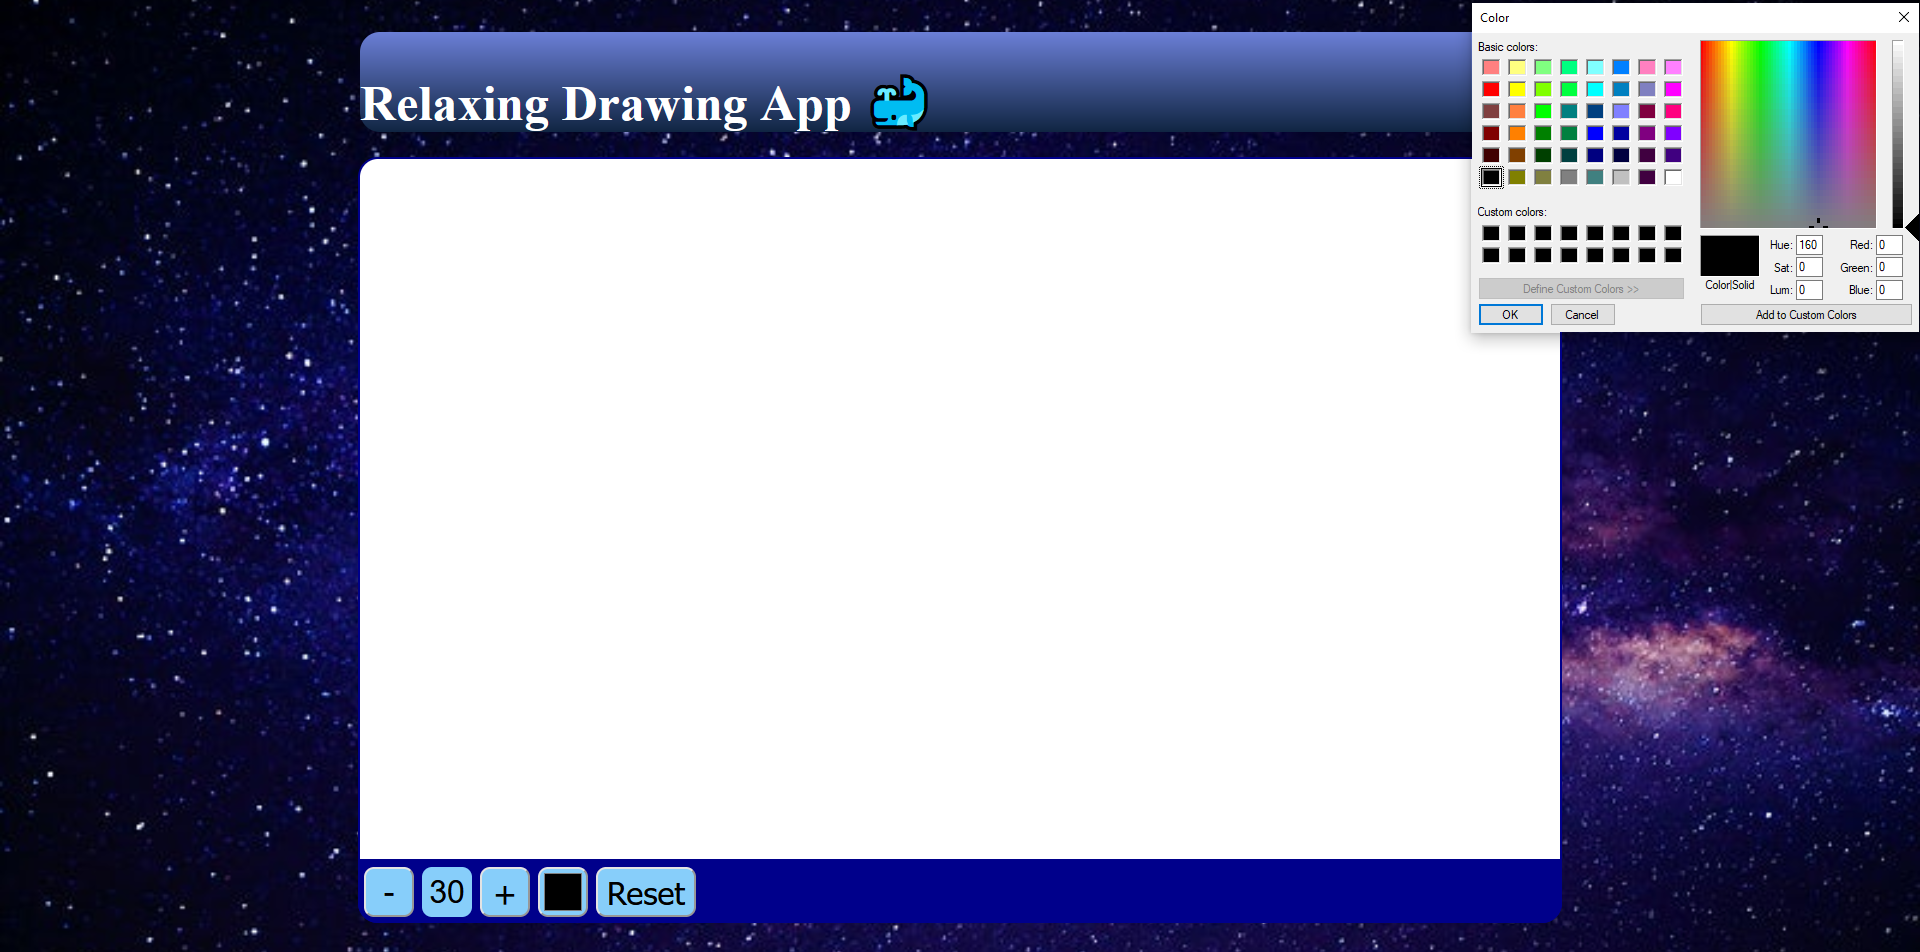 Relaxing Drawing App
Color
Basic colors:
Custom colors:
Define Custom Colors >>
OK Cancel
Color|Solid
Hue: 160 Red: 0
Sat: 0 Green: 0
Lum: 0 Blue: 0
Add to Custom Colors
- 30 + Reset